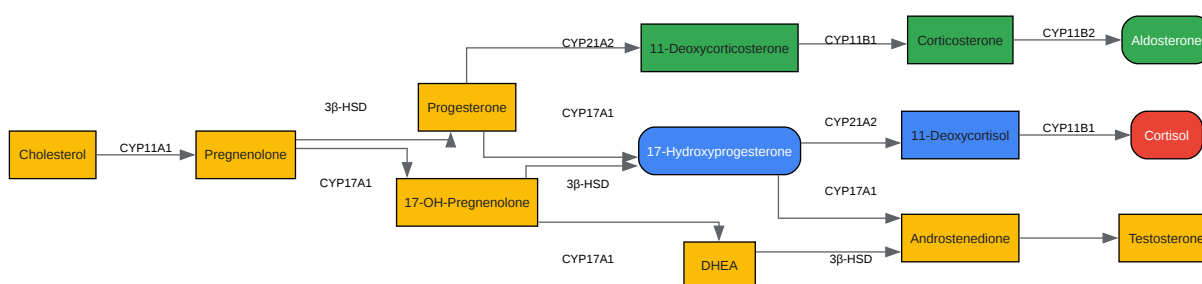 CYP21A2
11-Deoxycorticosterone
CYP11B1
Corticosterone
CYP11B2
Aldosterone
3β-HSD
Progesterone
CYP17A1
Cholesterol
CYP11A1
Pregnenolone
17-Hydroxyprogesterone
CYP21A2
11-Deoxycortisol
CYP11B1
Cortisol
CYP17A1
17-OH-Pregnenolone
3β-HSD
CYP17A1
Androstenedione
Testosterone
CYP17A1
DHEA
3β-HSD